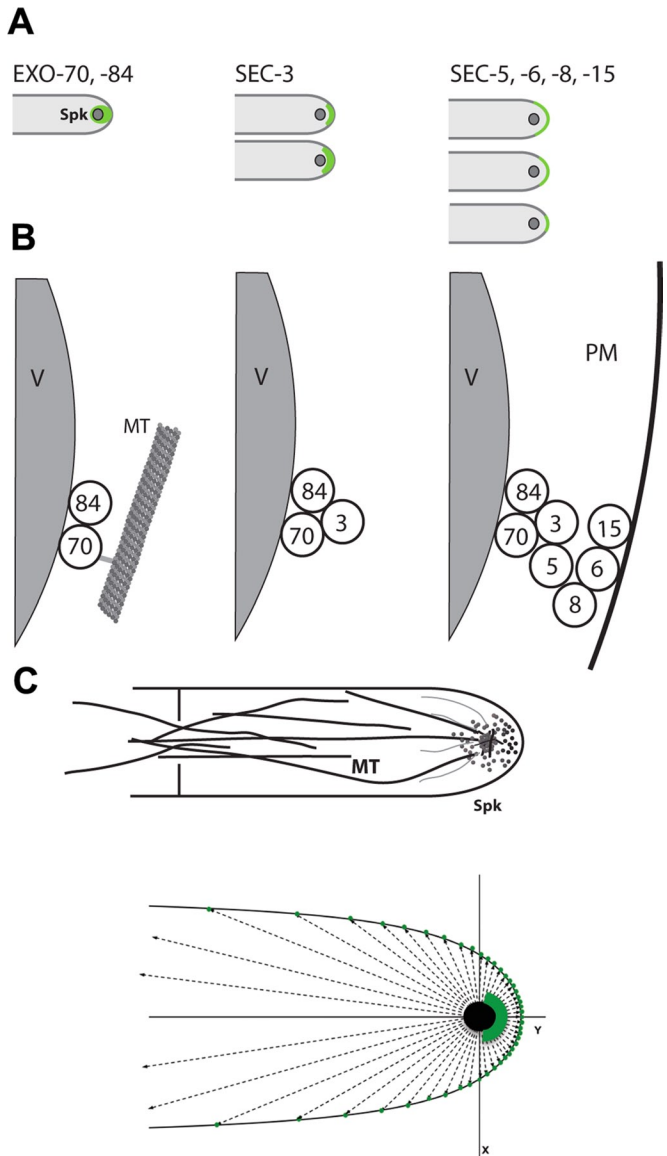 A
EXO-70, -84
SEC-3
SEC-5, -6, -8, -15
Spk
B
V
V
V
PM
MT
84
70
84
3
70
84
3
70
15
5
6
8
C
MT
Spk
Y
X